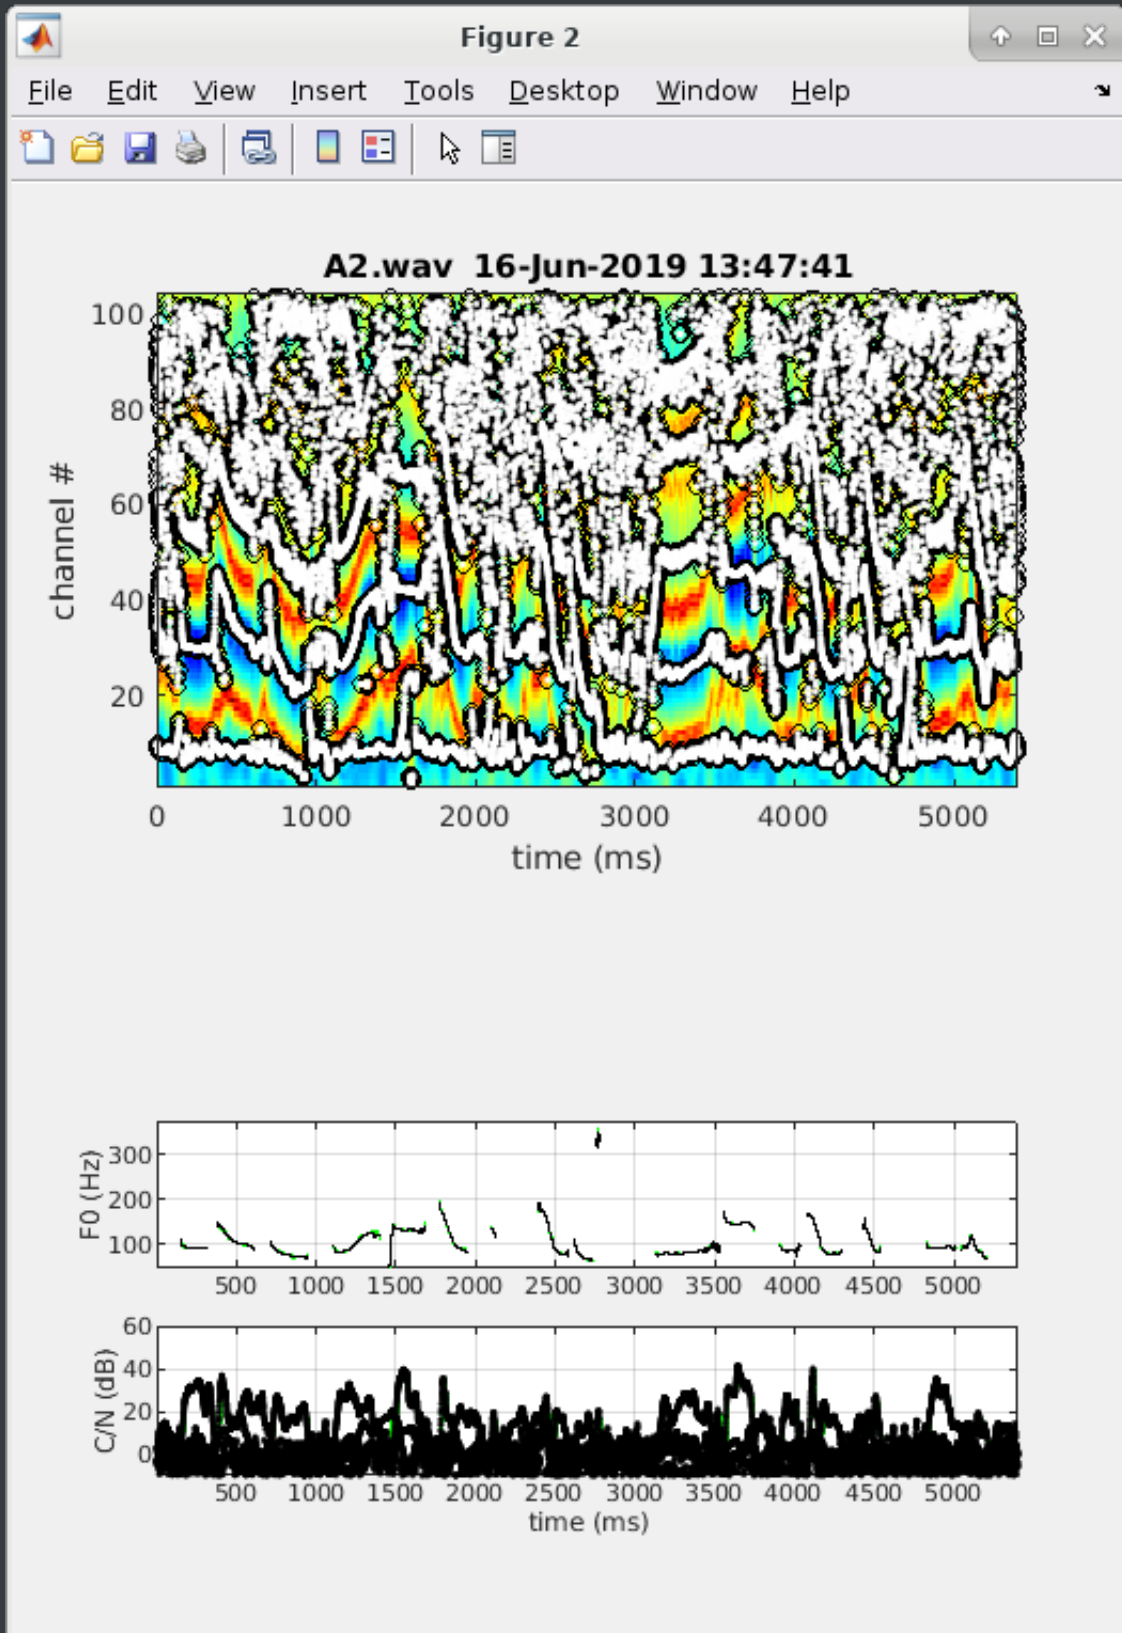 Figure 2
File Edit View Insert Tools Desktop Window Help
A2.wav 16-Jun-2019 13:47:41
100
80
60
40
20
channel #
0 1000 2000 3000 4000 5000
time (ms)
300
200
100
F0 (Hz)
500 1000 1500 2000 2500 3000 3500 4000 4500 5000
60
40
20
0
C/N (dB)
500 1000 1500 2000 2500 3000 3500 4000 4500 5000
time (ms)